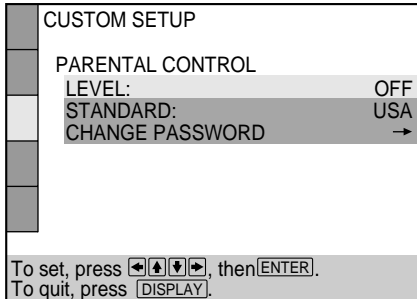 CUSTOM SETUP
PARENTAL CONTROL
LEVEL: OFF
STANDARD: USA
CHANGE PASSWORD →
To set, press ←↑↓→, then ENTER.
To quit, press DISPLAY.